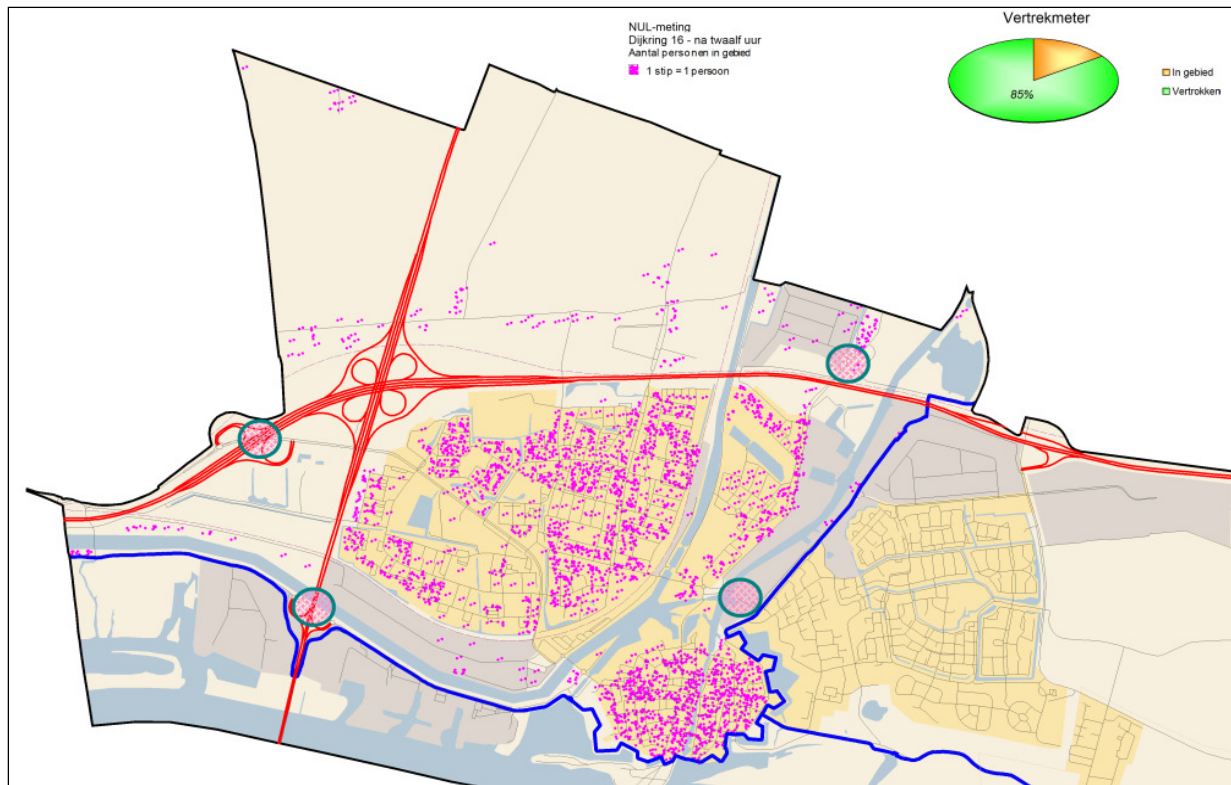 NUL-meting
Dijkring 16 - na twaalf uur
Aantal personen in gebied
1 stip = 1 persoon
Vertrekmeter
85%
In gebied
Vertrokken